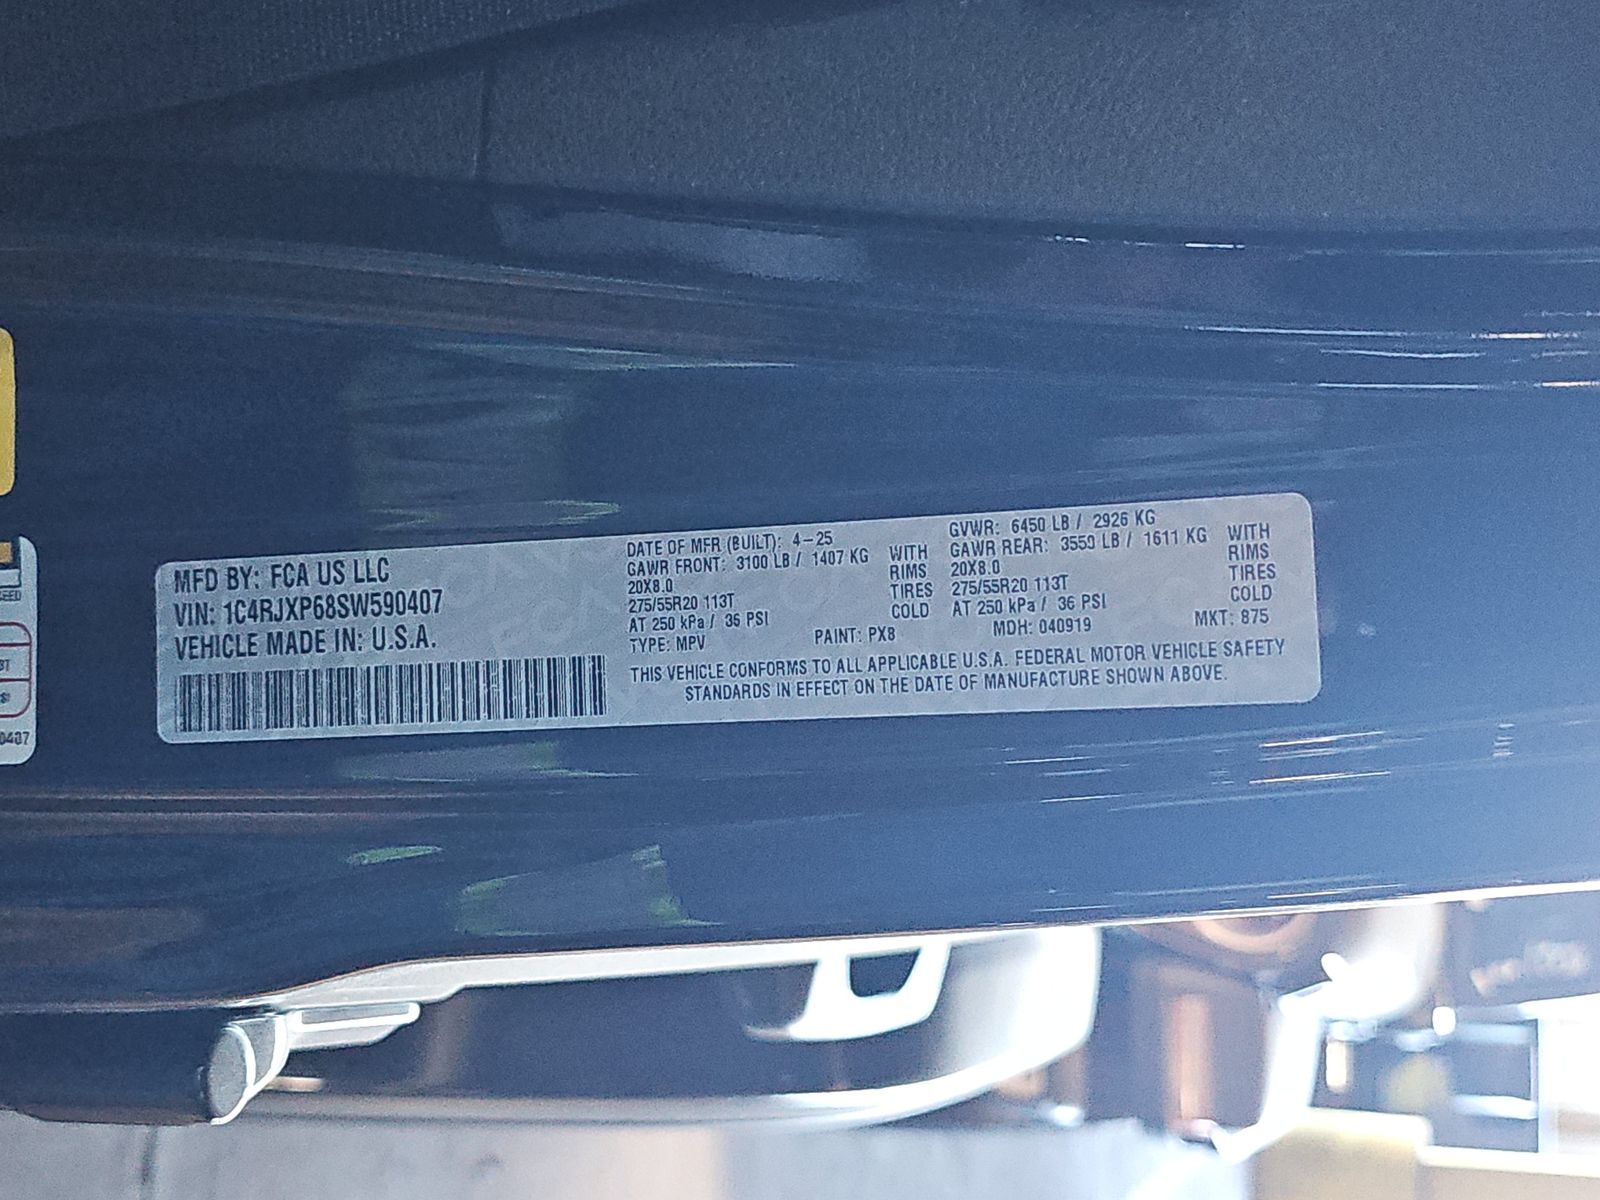 MFD BY: FCA US LLC
VIN: 1C4RJXP68SW590407
VEHICLE MADE IN: U.S.A.
DATE OF MFR (BUILT): 4-25
GAWR FRONT: 3100 LB / 1407 KG WITH
20X8.0 RIMS
275/55R20 113T TIRES
AT 250 kPa / 36 PSI COLD
TYPE: MPV PAINT: PX8
GVWR: 6450 LB / 2926 KG
GAWR REAR: 3550 LB / 1611 KG WITH
20X8.0 RIMS
275/55R20 113T TIRES
AT 250 kPa / 36 PSI COLD
MDH: 040919 MKT: 875
THIS VEHICLE CONFORMS TO ALL APPLICABLE U.S.A. FEDERAL MOTOR VEHICLE SAFETY
STANDARDS IN EFFECT ON THE DATE OF MANUFACTURE SHOWN ABOVE.